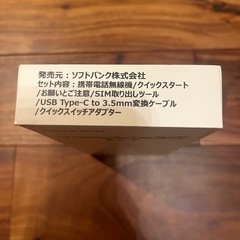 発売元：ソフトバンク株式会社
セット内容：携帯電話無線機/クイックスタート
/お願いとご注意/SIM取り出しツール
/USB Type-C to 3.5mm変換ケーブル
/クイックスイッチアダプター